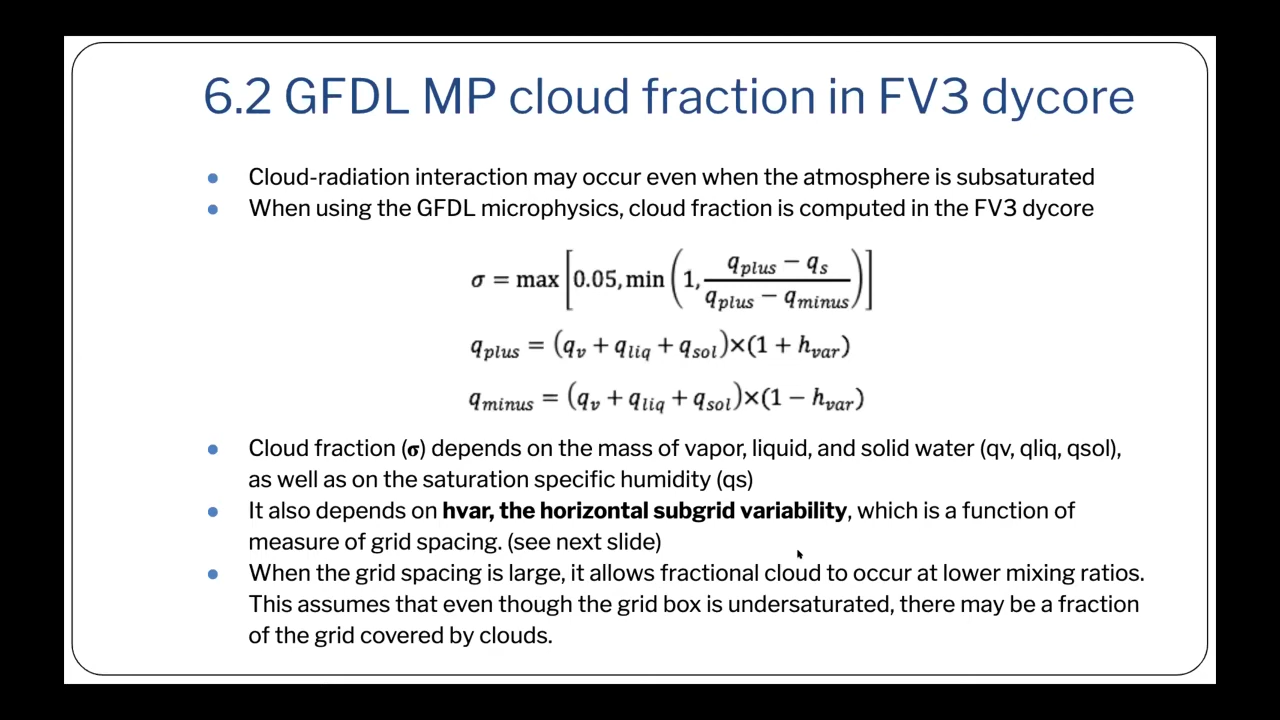 6.2 GFDL MP cloud fraction in FV3 dycore
● Cloud-radiation interaction may occur even when the atmosphere is subsaturated
● When using the GFDL microphysics, cloud fraction is computed in the FV3 dycore
σ = max [0.05, min (1, (q_plus − q_s) / (q_plus − q_minus))]
q_plus = (q_v + q_liq + q_sol)×(1 + h_var)
q_minus = (q_v + q_liq + q_sol)×(1 − h_var)
● Cloud fraction (σ) depends on the mass of vapor, liquid, and solid water (qv, qliq, qsol),
as well as on the saturation specific humidity (qs)
● It also depends on hvar, the horizontal subgrid variability, which is a function of
measure of grid spacing. (see next slide)
● When the grid spacing is large, it allows fractional cloud to occur at lower mixing ratios.
This assumes that even though the grid box is undersaturated, there may be a fraction
of the grid covered by clouds.